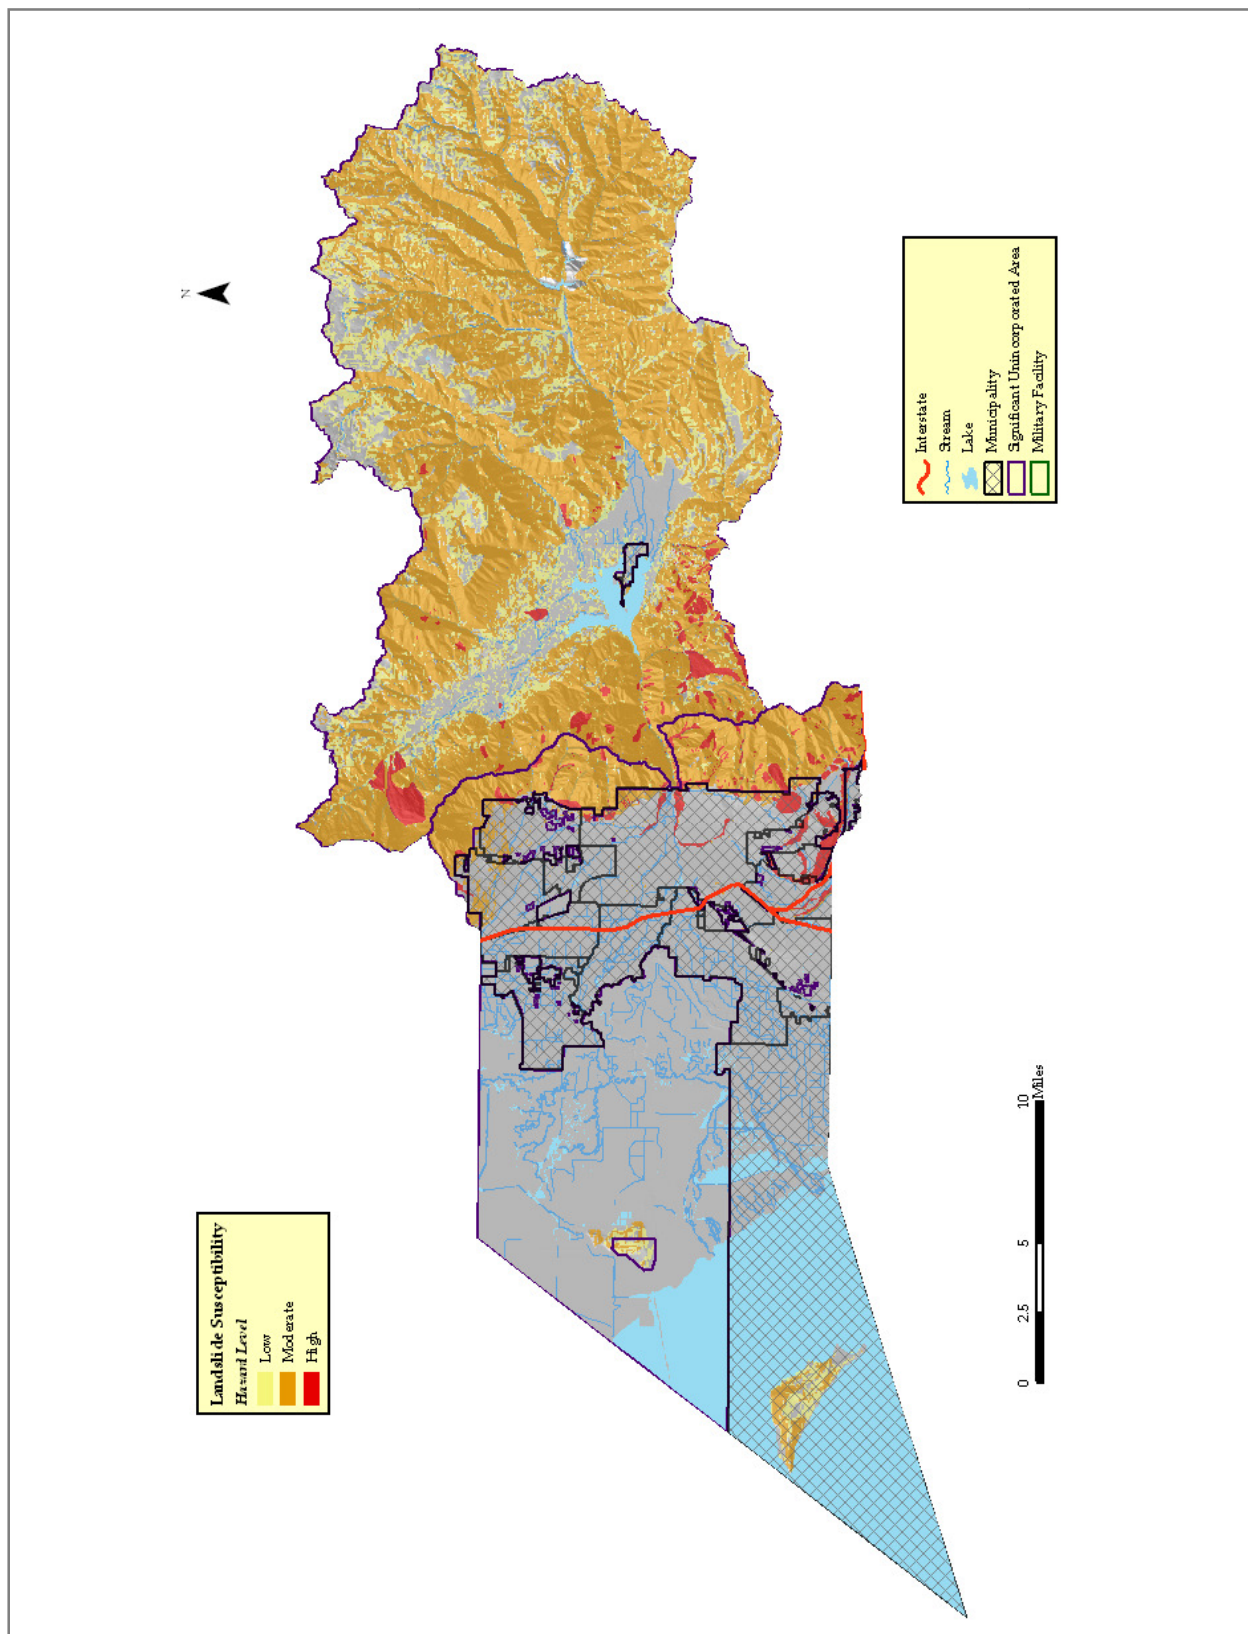 N
Landslide Susceptibility
Hazard Level
Low
Moderate
High
Interstate
Stream
Lake
Municipality
Significant Unincorporated Area
Military Facility
0 2.5 5 10
Miles